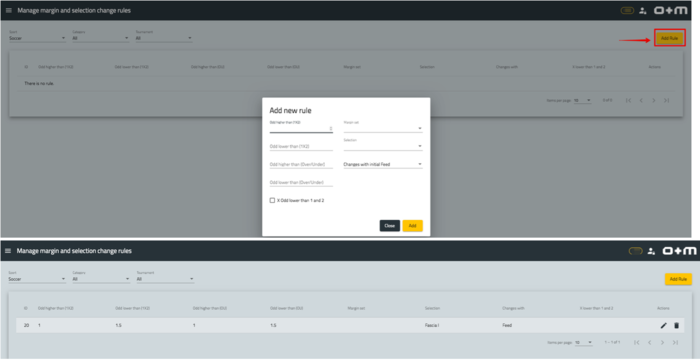 Manage margin and selection change rules
o+m
Sport
Category
Tournament
Soccer
All
All
Add Rule
ID
Odd higher than (1X2)
Odd lower than (1X2)
Odd higher than (OU)
Odd lower than (OU)
Margin set
Selection
Changes with
X lower than 1 and 2
Actions
There is no rule.
Items per page:
10
0 of 0
Add new rule
Odd higher than (1X2)
Odd lower than (1X2)
Selection
Odd higher than (Over/Under)
Changes with Initial Feed
Odd lower than (Over/Under)
X Odd lower than 1 and 2
Close
Add
Manage margin and selection change rules
o+m
Sport
Category
Tournament
Soccer
All
All
Add Rule
ID
Odd higher than (1X2)
Odd lower than (1X2)
Odd higher than (OU)
Odd lower than (OU)
Margin set
Selection
Changes with
X lower than 1 and 2
Actions
20
1
1.5
1
1.5
Feed
Items per page:
10
1 – 1 of 1